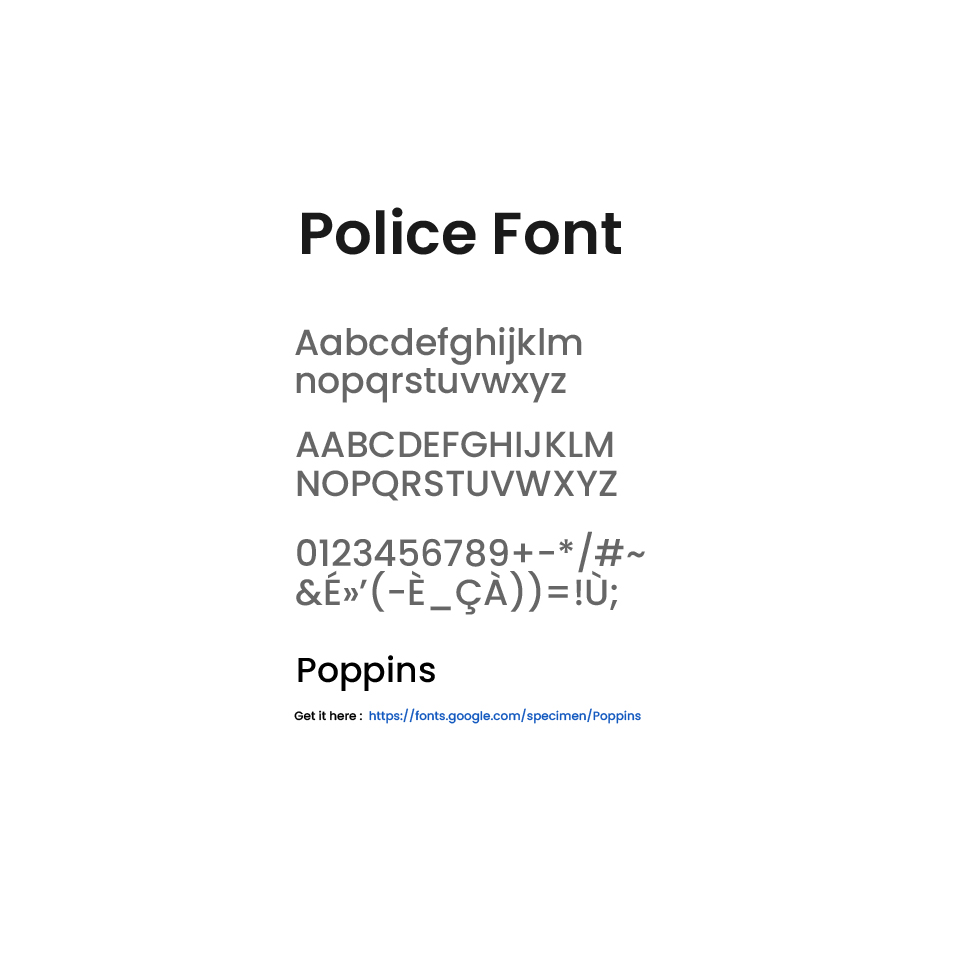 Police Font
Aabcdefghijklm
nopqrstuvwxyz
AABCDEFGHIJKLM
NOPQRSTUVWXYZ
0123456789+-*/#~
&É»’(-È_ÇÀ))=!Ù;
Poppins
Get it here : https://fonts.google.com/specimen/Poppins